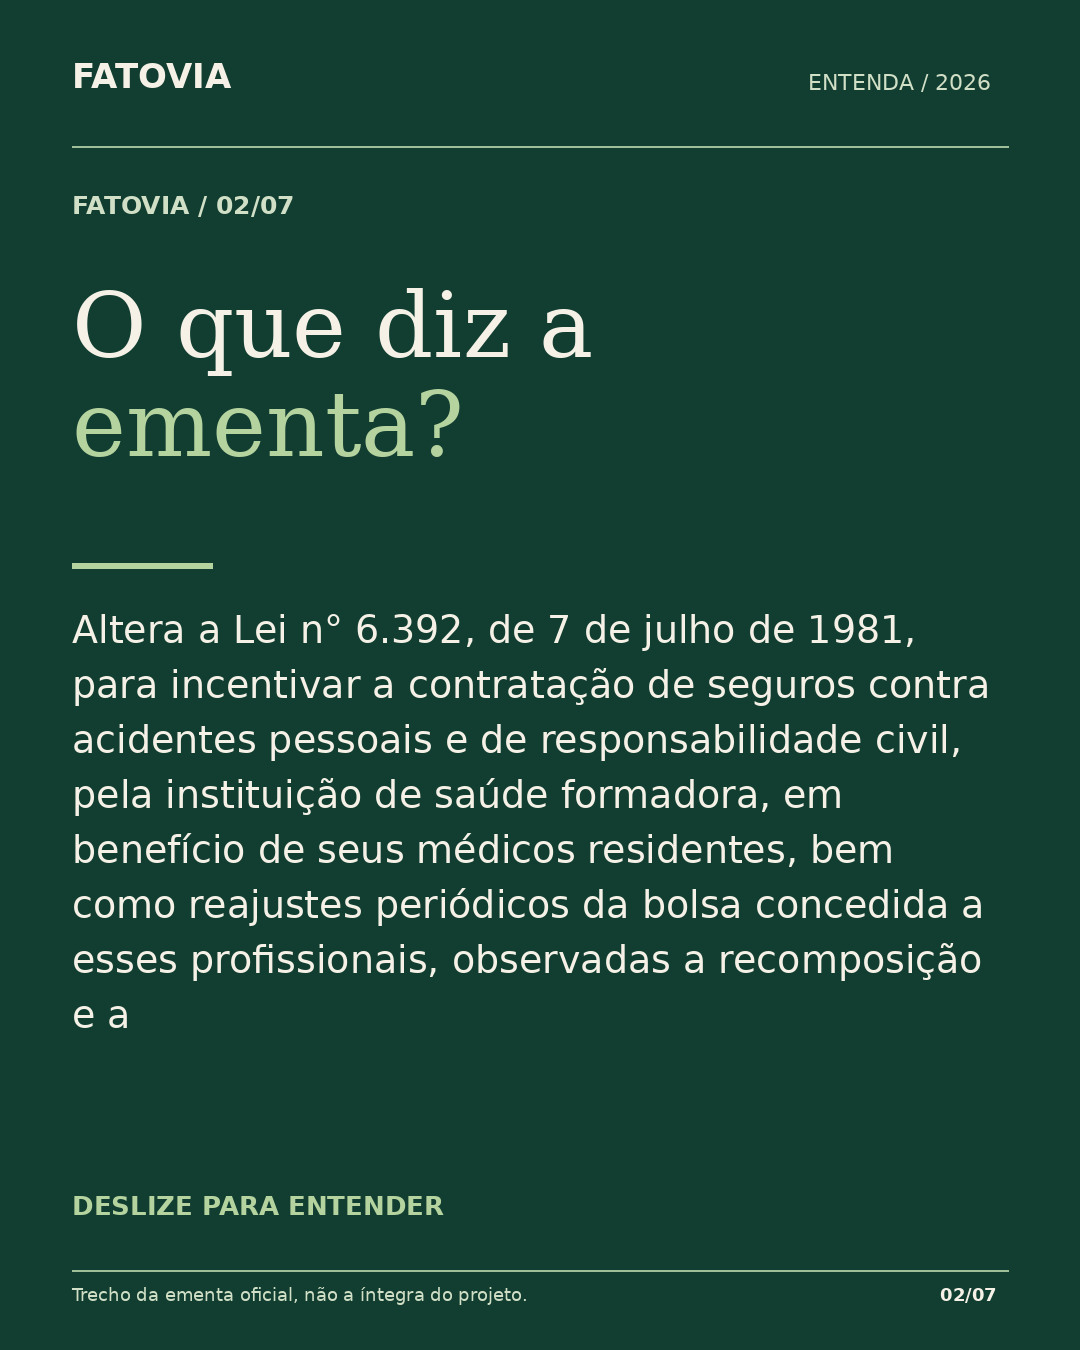 FATOVIA
ENTENDA / 2026
FATOVIA / 02/07
O que diz a
ementa?
Altera a Lei n° 6.392, de 7 de julho de 1981,
para incentivar a contratação de seguros contra
acidentes pessoais e de responsabilidade civil,
pela instituição de saúde formadora, em
benefício de seus médicos residentes, bem
como reajustes periódicos da bolsa concedida a
esses profissionais, observadas a recomposição
e a
DESLIZE PARA ENTENDER
Trecho da ementa oficial, não a íntegra do projeto.
02/07